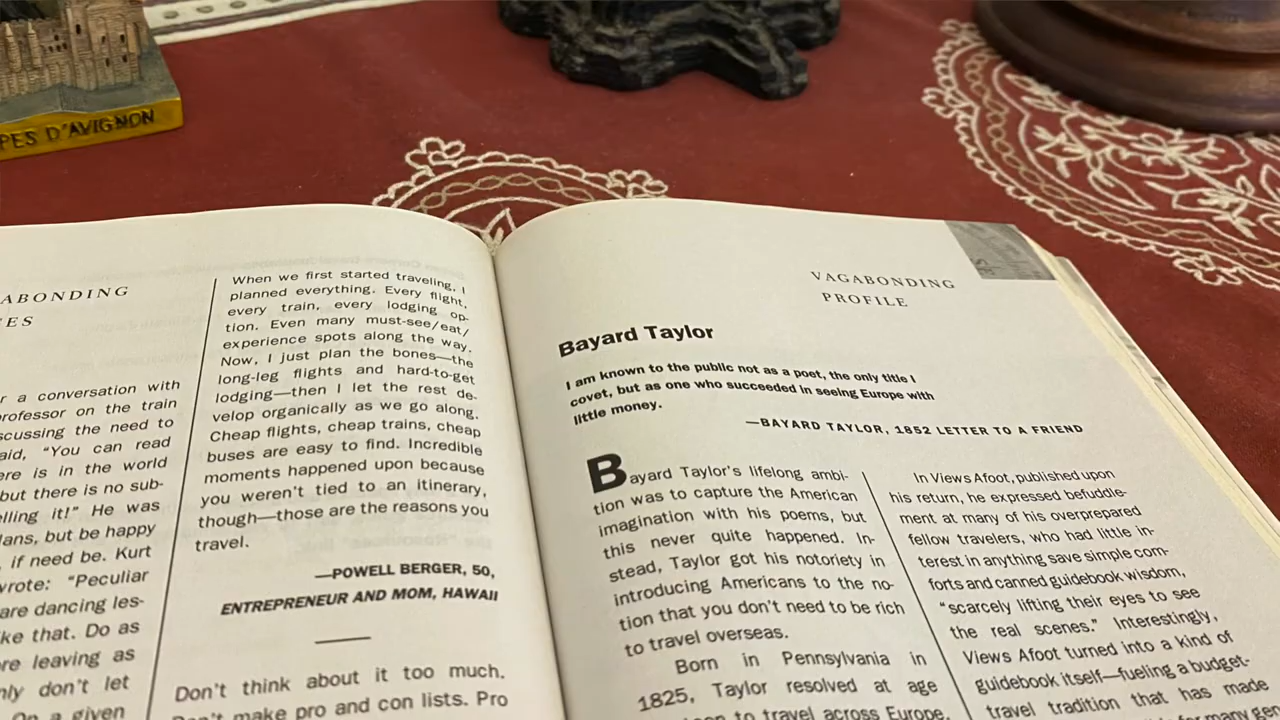 PES D'AVIGNON
ABONDING
ES
r a conversation with
rofessor on the train
scussing the need to
aid, “You can read
ere is in the world
but there is no sub-
lling it!” He was
lans, but be happy
if need be. Kurt
wrote: “Peculiar
are dancing les-
ke that. Do as
re leaving as
nly don't let
On a given
When we first started traveling, I
planned everything. Every flight,
every train, every lodging op-
tion. Even many must-see/eat/
experience spots along the way.
Now, I just plan the bones—the
long-leg flights and hard-to-get
lodging—then I let the rest de-
velop organically as we go along.
Cheap flights, cheap trains, cheap
buses are easy to find. Incredible
moments happened upon because
you weren't tied to an itinerary,
though—those are the reasons you
travel.
—POWELL BERGER, 50,
ENTREPRENEUR AND MOM, HAWAII
Don't think about it too much.
Don't make pro and con lists. Pro
VAGABONDING
PROFILE
Bayard Taylor
I am known to the public not as a poet, the only title I
covet, but as one who succeeded in seeing Europe with
little money.
—BAYARD TAYLOR, 1852 LETTER TO A FRIEND
Bayard Taylor's lifelong ambi-
tion was to capture the American
imagination with his poems, but
this never quite happened. In-
stead, Taylor got his notoriety in
introducing Americans to the no-
tion that you don't need to be rich
to travel overseas.
Born in Pennsylvania in
1825, Taylor resolved at age
to travel across Europe,
In Views Afoot, published upon
his return, he expressed befuddle-
ment at many of his overprepared
fellow travelers, who had little in-
terest in anything save simple com-
forts and canned guidebook wisdom,
“scarcely lifting their eyes to see
the real scenes.” Interestingly,
Views Afoot turned into a kind of
guidebook itself—fueling a budget-
travel tradition that has made
many gen